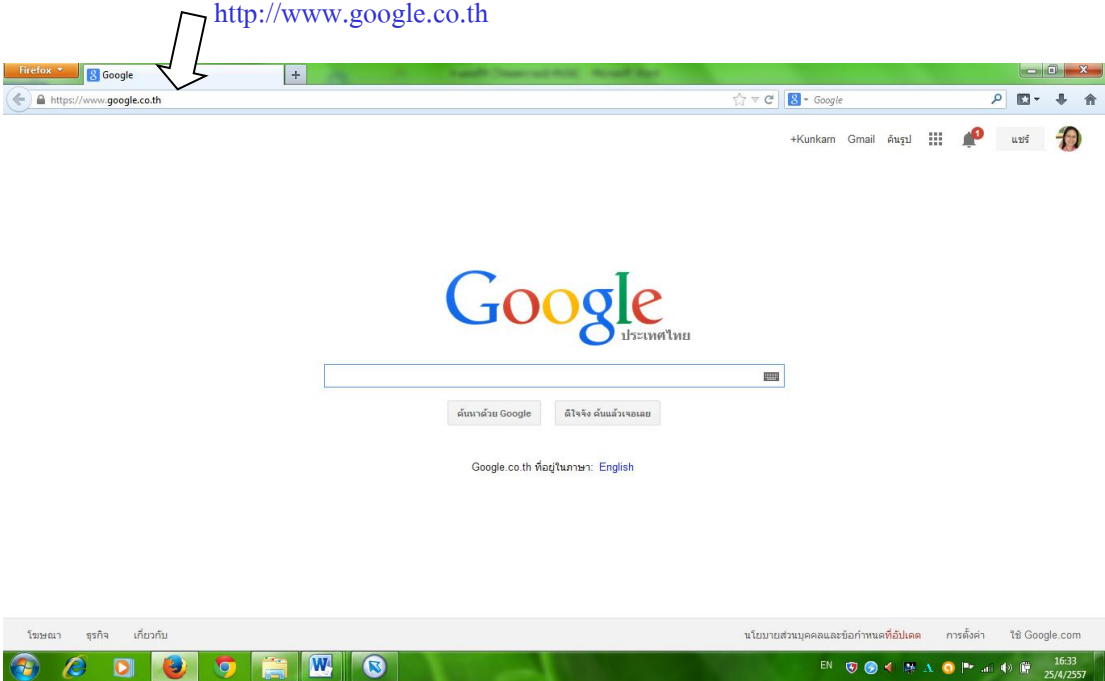 http://www.google.co.th
Firefox
Google
https://www.google.co.th
Google
+Kunkarn Gmail ค้นรูป 1 แชร์
Google
ประเทศไทย
ค้นหาด้วย Google ดีใจจัง ค้นแล้วเจอเลย
Google.co.th ที่อยู่ในภาษา: English
โฆษณา ธุรกิจ เกี่ยวกับ นโยบายส่วนบุคคลและข้อกำหนดที่อัปเดต การตั้งค่า ใช้ Google.com
EN 16:33
25/4/2557